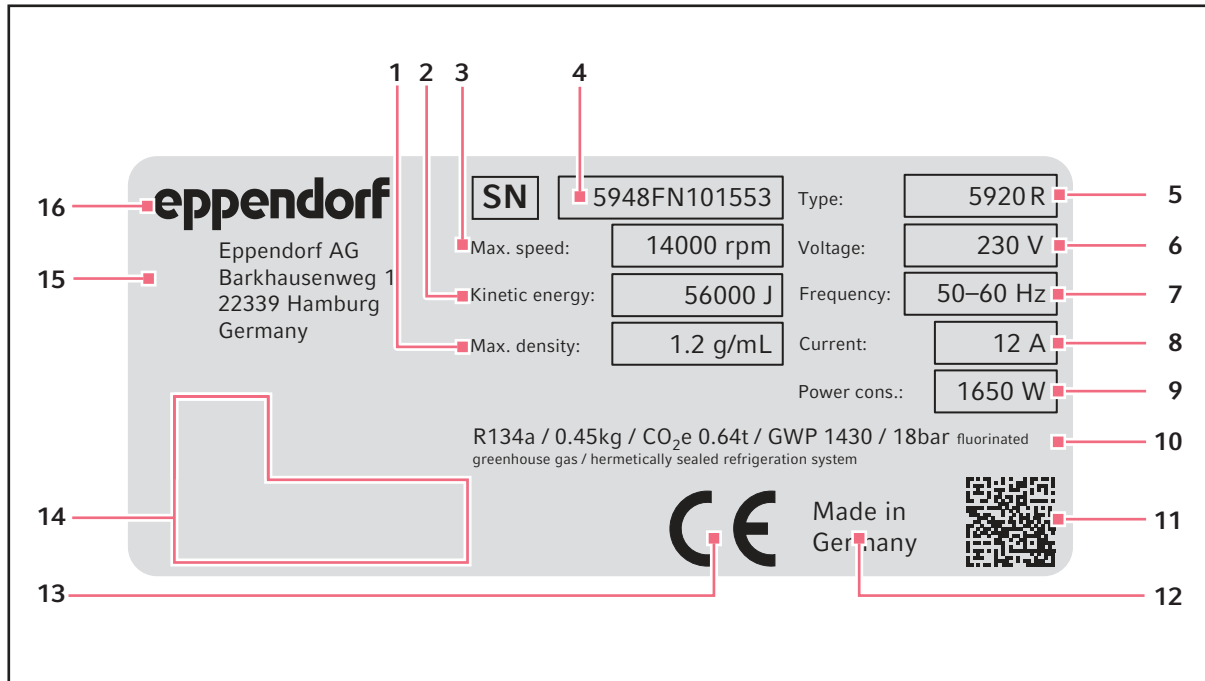 1 2 3 4
16 eppendorf SN 5948FN101553 Type: 5920 R 5
Eppendorf AG
Barkhausenweg 1
22339 Hamburg
Germany
15
3 Max. speed: 14000 rpm Voltage: 230 V 6
Kinetic energy: 56000 J Frequency: 50–60 Hz 7
Max. density: 1.2 g/mL Current: 12 A 8
Power cons.: 1650 W 9
R134a / 0.45kg / CO₂e 0.64t / GWP 1430 / 18bar fluorinated 10
greenhouse gas / hermetically sealed refrigeration system
14
CE
Made in
Germany
11
13
12